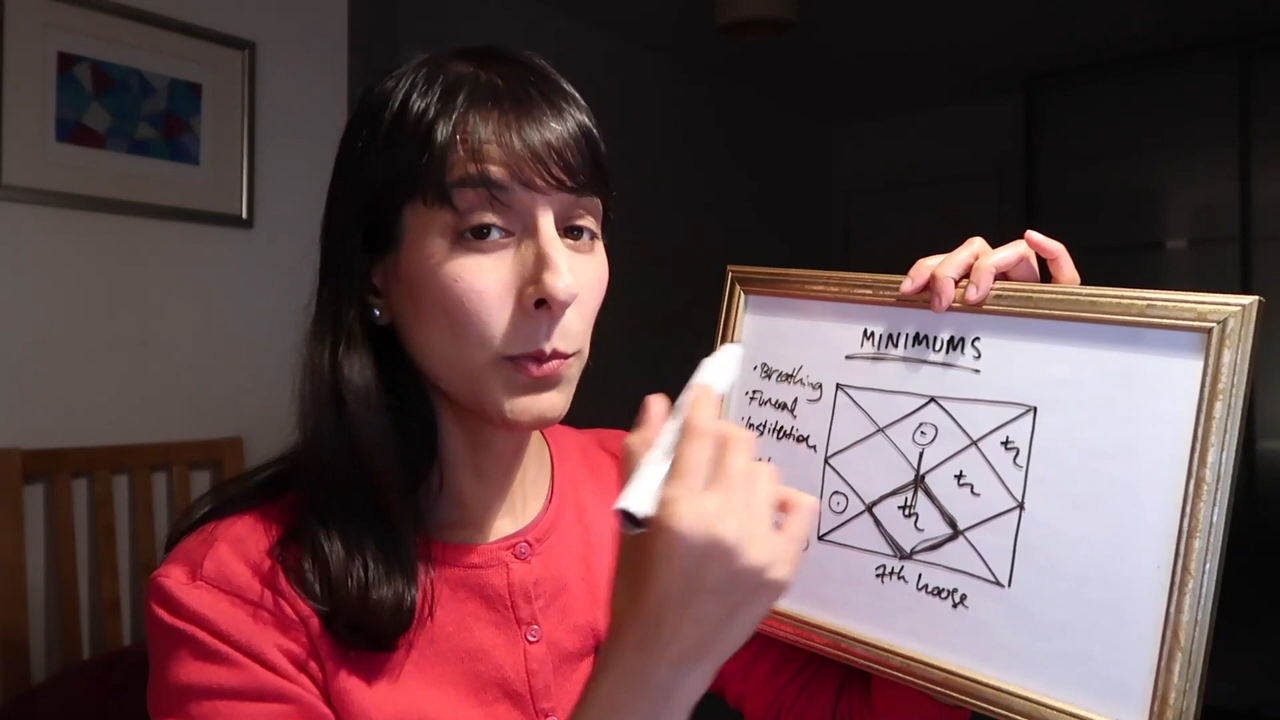 MINIMUMS
• Breathing
• Funeral
• Institution
7th house